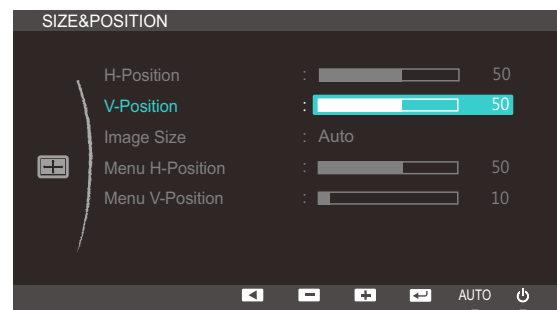 SIZE&POSITION
H-Position : 50
V-Position : 50
Image Size : Auto
Menu H-Position : 50
Menu V-Position : 10
AUTO